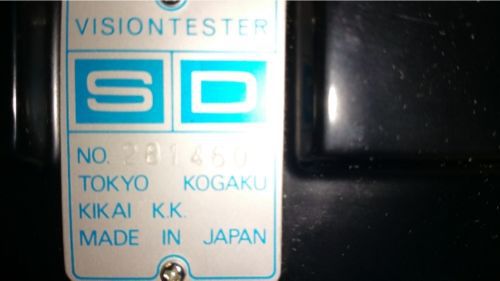 VISIONTESTER
SD
NO. 281460
TOKYO KOGAKU
KIKAI K.K.
MADE IN JAPAN